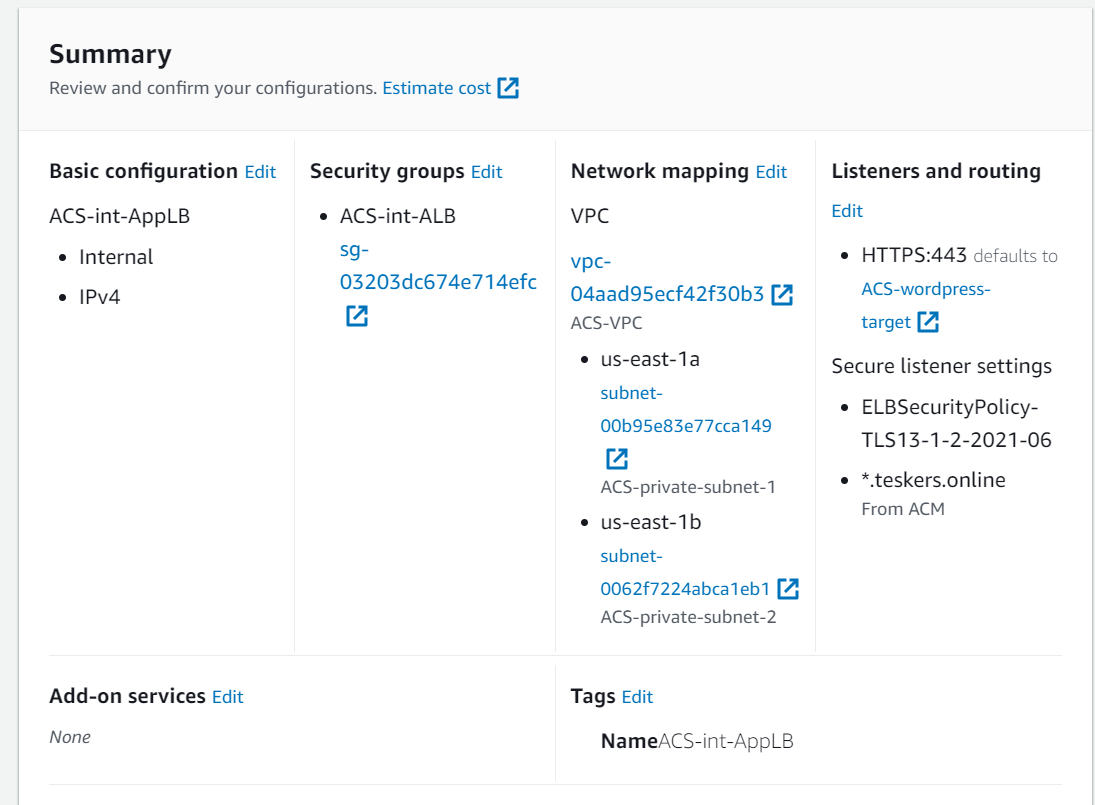 Summary
Review and confirm your configurations. Estimate cost
Basic configuration Edit
ACS-int-AppLB
Internal
IPv4
Security groups Edit
ACS-int-ALB
sg-
03203dc674e714efc
Network mapping Edit
VPC
vpc-
04aad95ecf42f30b3
ACS-VPC
us-east-1a
subnet-
00b95e83e77cca149
ACS-private-subnet-1
us-east-1b
subnet-
0062f7224abca1eb1
ACS-private-subnet-2
Listeners and routing
Edit
HTTPS:443 defaults to
ACS-wordpress-
target
Secure listener settings
ELBSecurityPolicy-
TLS13-1-2-2021-06
*.teskers.online
From ACM
Add-on services Edit
None
Tags Edit
NameACS-int-AppLB